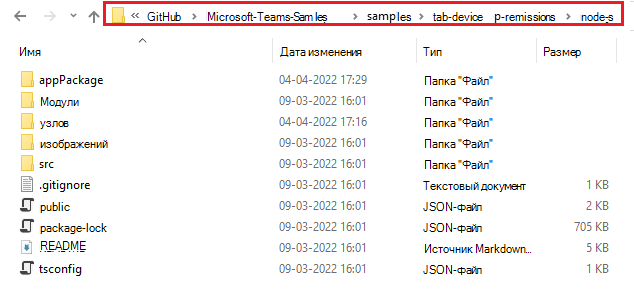 « GitHub > Microsoft-Teams-Samles > samples > tab-device p-remissions > node-s
Имя Дата изменения Тип Размер
appPackage 04-04-2022 17:29 Папка "Файл"
Модули 09-03-2022 16:01 Папка "Файл"
узлов 04-04-2022 17:16 Папка "Файл"
изображений 09-03-2022 16:01 Папка "Файл"
src 09-03-2022 16:01 Папка "Файл"
.gitignore 09-03-2022 16:01 Текстовый документ 1 KB
public 09-03-2022 16:01 JSON-файл 2 KB
package-lock 09-03-2022 16:01 JSON-файл 705 KB
README 09-03-2022 16:01 Источник Markdown... 5 KB
tsconfig 09-03-2022 16:01 JSON-файл 1 KB